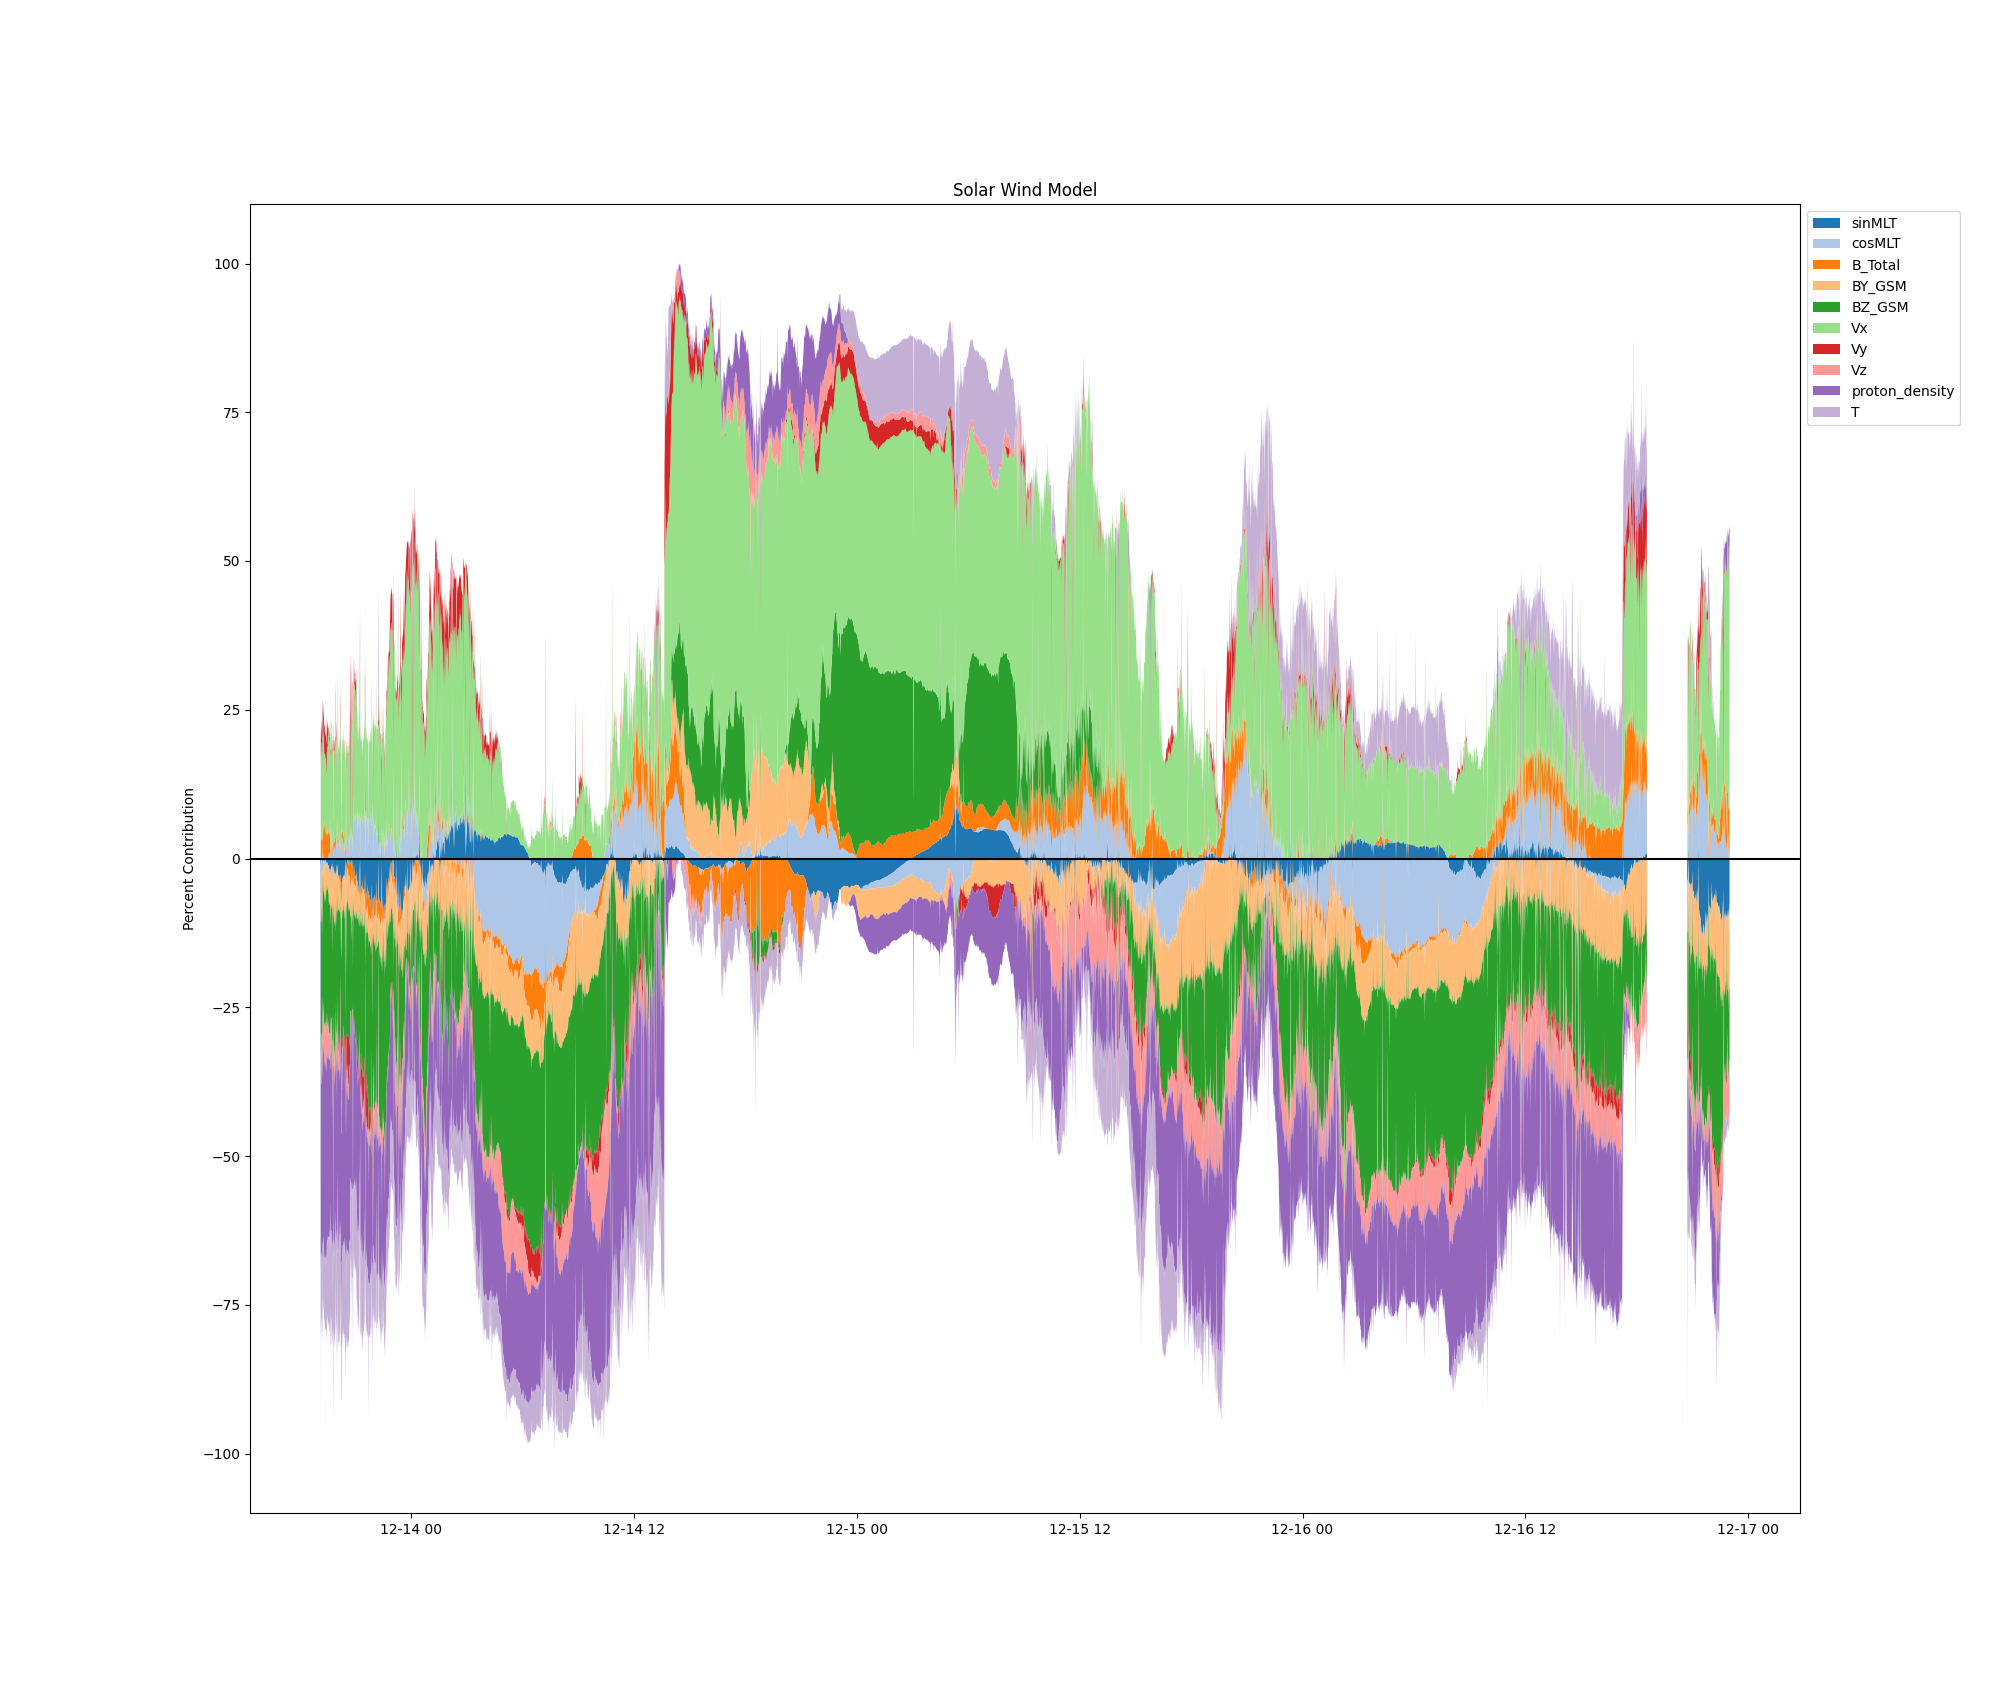 Solar Wind Model
sinMLT
cosMLT
B_Total
BY_GSM
BZ_GSM
Vx
Vy
Vz
proton_density
T
Percent Contribution
100
75
50
25
0
−25
−50
−75
−100
12-14 00
12-14 12
12-15 00
12-15 12
12-16 00
12-16 12
12-17 00